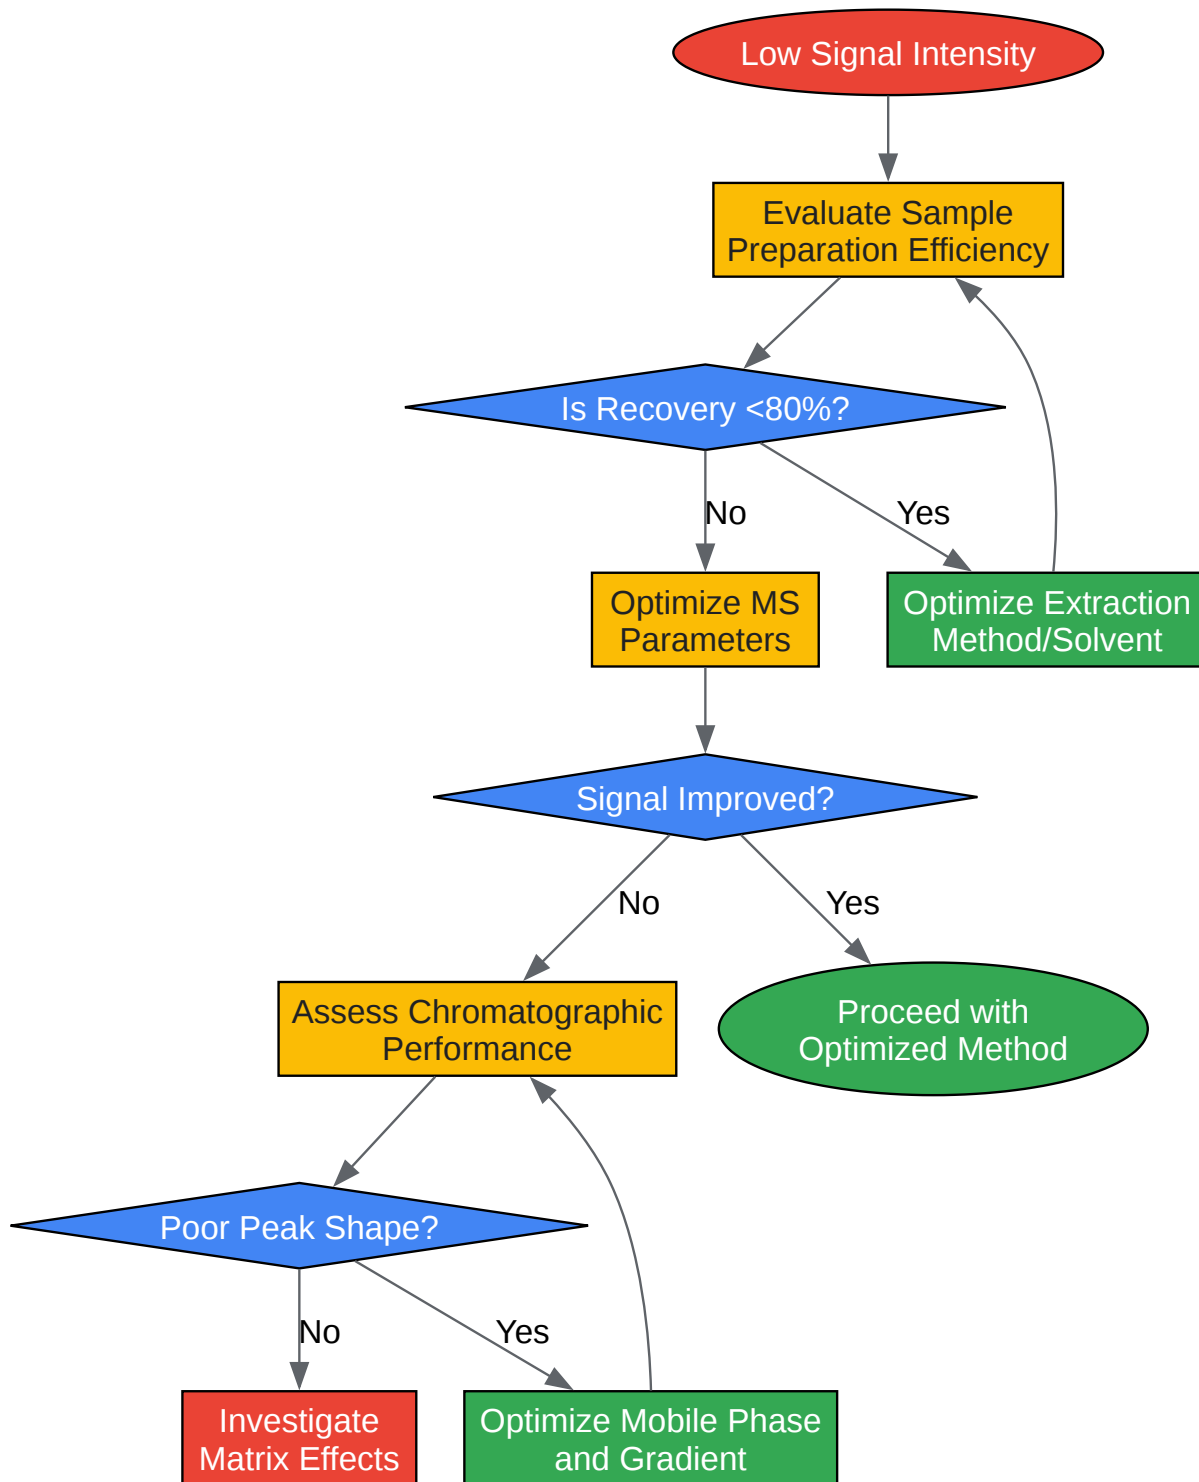 Low Signal Intensity
Evaluate Sample
Preparation Efficiency
Is Recovery <80%?
No
Yes
Optimize MS
Parameters
Optimize Extraction
Method/Solvent
Signal Improved?
No
Yes
Assess Chromatographic
Performance
Proceed with
Optimized Method
Poor Peak Shape?
No
Yes
Investigate
Matrix Effects
Optimize Mobile Phase
and Gradient